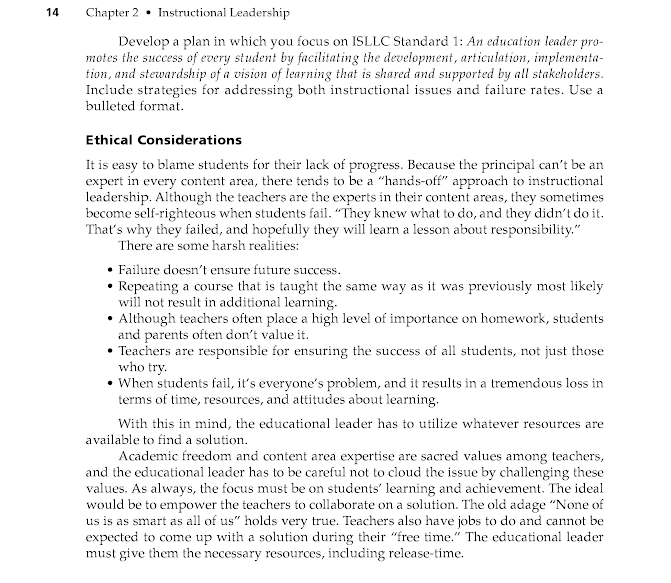 14 Chapter 2 • Instructional Leadership
Develop a plan in which you focus on ISLLC Standard 1: An education leader pro-
motes the success of every student by facilitating the development, articulation, implementa-
tion, and stewardship of a vision of learning that is shared and supported by all stakeholders.
Include strategies for addressing both instructional issues and failure rates. Use a
bulleted format.
Ethical Considerations
It is easy to blame students for their lack of progress. Because the principal can't be an
expert in every content area, there tends to be a "hands-off" approach to instructional
leadership. Although the teachers are the experts in their content areas, they sometimes
become self-righteous when students fail. "They knew what to do, and they didn't do it.
That's why they failed, and hopefully they will learn a lesson about responsibility."
There are some harsh realities:
• Failure doesn't ensure future success.
• Repeating a course that is taught the same way as it was previously most likely
will not result in additional learning.
• Although teachers often place a high level of importance on homework, students
and parents often don't value it.
• Teachers are responsible for ensuring the success of all students, not just those
who try.
• When students fail, it's everyone's problem, and it results in a tremendous loss in
terms of time, resources, and attitudes about learning.
With this in mind, the educational leader has to utilize whatever resources are
available to find a solution.
Academic freedom and content area expertise are sacred values among teachers,
and the educational leader has to be careful not to cloud the issue by challenging these
values. As always, the focus must be on students' learning and achievement. The ideal
would be to empower the teachers to collaborate on a solution. The old adage "None of
us is as smart as all of us" holds very true. Teachers also have jobs to do and cannot be
expected to come up with a solution during their "free time." The educational leader
must give them the necessary resources, including release-time.